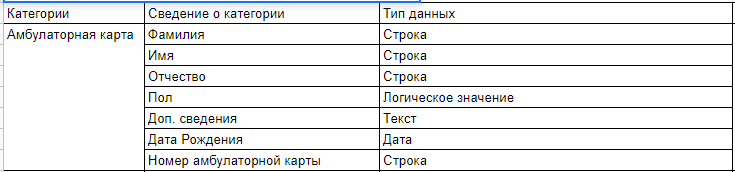 Категории Сведение о категории Тип данных
Амбулаторная карта Фамилия Строка
Имя Строка
Отчество Строка
Пол Логическое значение
Доп. сведения Текст
Дата Рождения Дата
Номер амбулаторной карты Строка